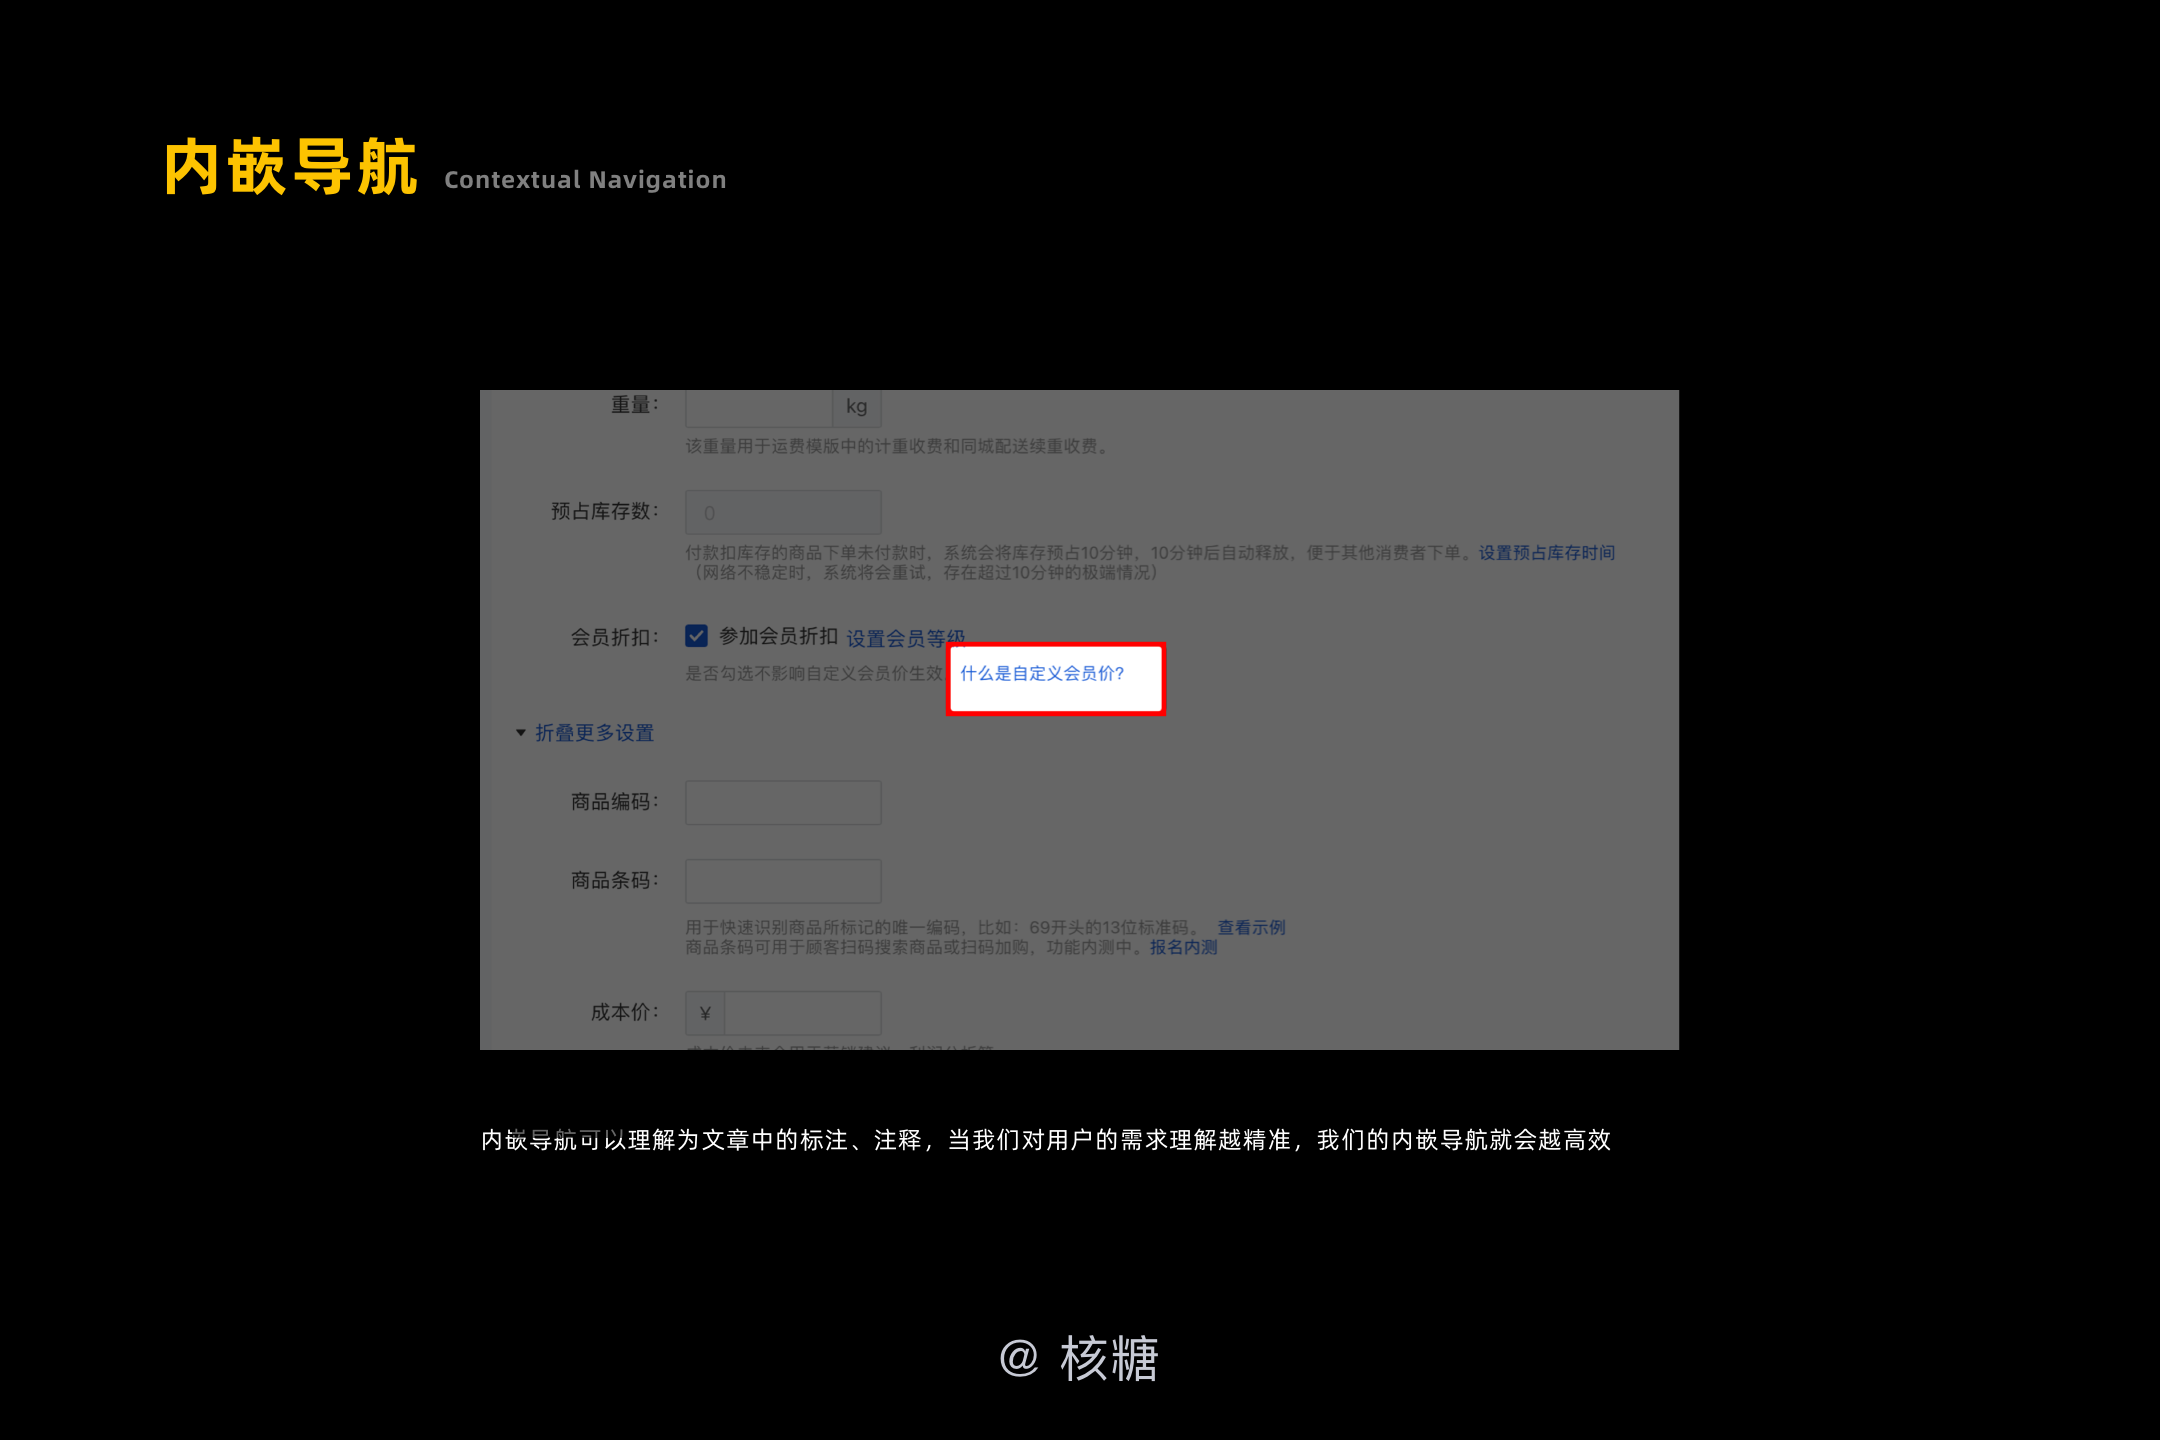 内嵌导航 Contextual Navigation
重量： kg
该重量用于运费模版中的计重收费和同城配送续重收费。
预占库存数： 0
付款扣库存的商品下单未付款时，系统会将库存预占10分钟，10分钟后自动释放，便于其他消费者下单。设置预占库存时间
（网络不稳定时，系统将会重试，存在超过10分钟的极端情况）
会员折扣： 参加会员折扣 设置会员等级
是否勾选不影响自定义会员价生效 什么是自定义会员价?
折叠更多设置
商品编码：
商品条码：
用于快速识别商品所标记的唯一编码，比如：69开头的13位标准码。 查看示例
商品条码可用于顾客扫码搜索商品或扫码加购，功能内测中。报名内测
成本价： ¥
内嵌导航可以理解为文章中的标注、注释，当我们对用户的需求理解越精准，我们的内嵌导航就会越高效
@ 核糖